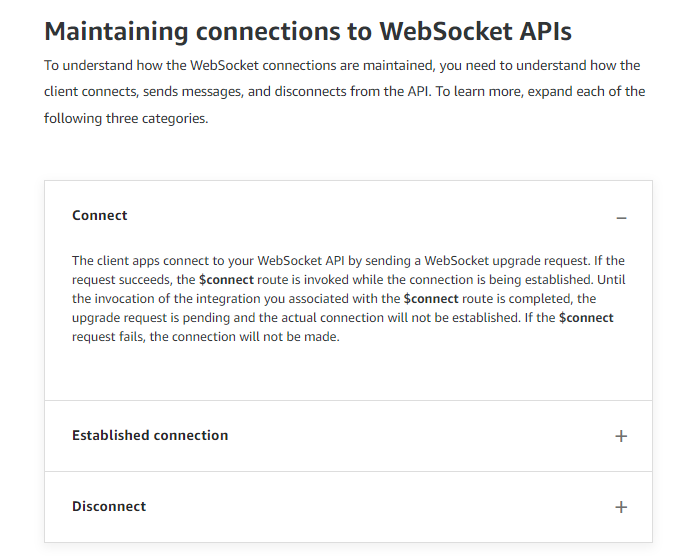 Maintaining connections to WebSocket APIs
To understand how the WebSocket connections are maintained, you need to understand how the
client connects, sends messages, and disconnects from the API. To learn more, expand each of the
following three categories.
Connect
The client apps connect to your WebSocket API by sending a WebSocket upgrade request. If the
request succeeds, the $connect route is invoked while the connection is being established. Until
the invocation of the integration you associated with the $connect route is completed, the
upgrade request is pending and the actual connection will not be established. If the $connect
request fails, the connection will not be made.
Established connection
Disconnect